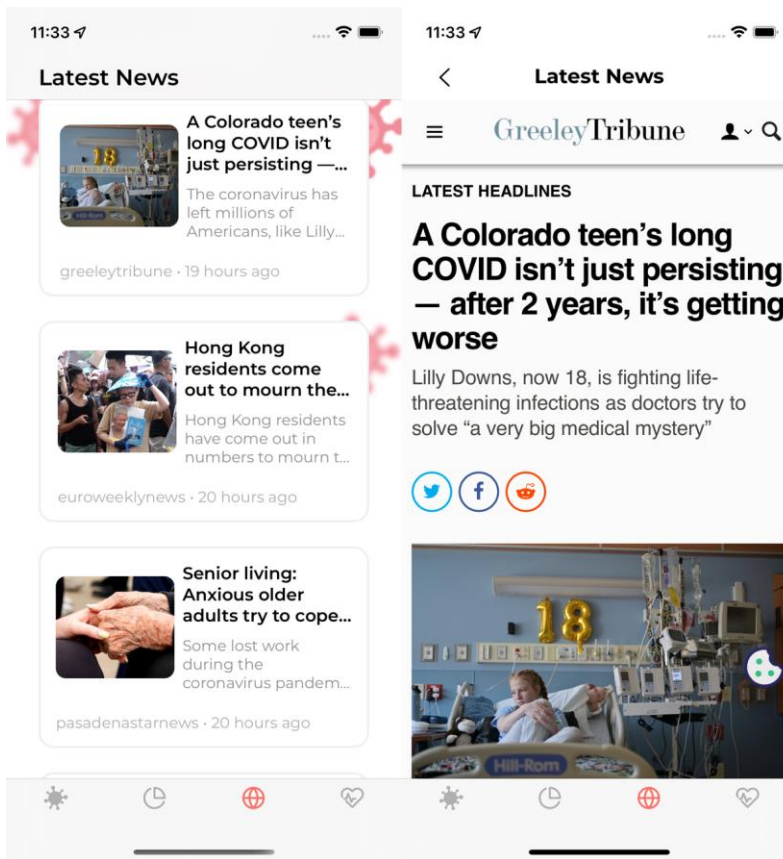 11:33
Latest News
A Colorado teen's
long COVID isn't
just persisting —...
The coronavirus has
left millions of
Americans, like Lilly...
greeleytribune • 19 hours ago
Hong Kong
residents come
out to mourn the...
Hong Kong residents
have come out in
numbers to mourn t...
euroweeklynews • 20 hours ago
Senior living:
Anxious older
adults try to cope...
Some lost work
during the
coronavirus pandem...
pasadenastarnews • 20 hours ago
11:33
Latest News
GreeleyTribune
LATEST HEADLINES
A Colorado teen's long
COVID isn't just persisting
— after 2 years, it's getting
worse
Lilly Downs, now 18, is fighting life-
threatening infections as doctors try to
solve “a very big medical mystery”
18
Hill-Rom